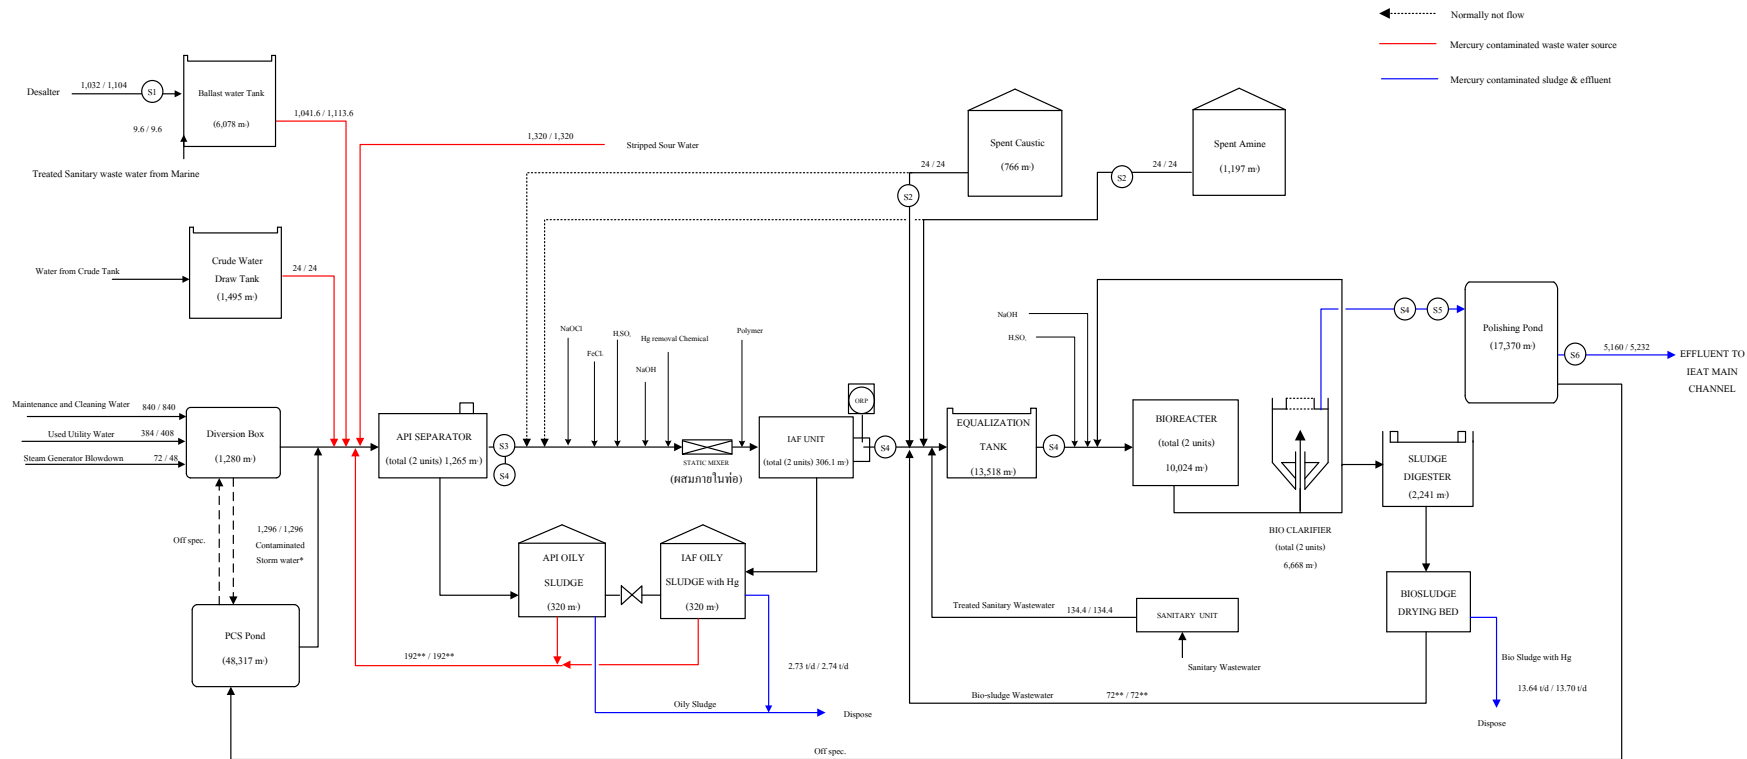 Normally not flow
Mercury contaminated waste water source
Mercury contaminated sludge & effluent
Desalter
1,032 / 1,104
S1
Ballast water Tank
(6,078 m³)
9.6 / 9.6
Treated Sanitary waste water from Marine
1,041.6 / 1,113.6
1,320 / 1,320
Stripped Sour Water
Spent Caustic
(766 m³)
24 / 24
S2
Spent Amine
(1,197 m³)
24 / 24
S2
Water from Crude Tank
Crude Water
Draw Tank
(1,495 m³)
24 / 24
NaOCl
FeCl
H2SO4
NaOH
Hg removal Chemical
Polymer
ORP
NaOH
H2SO4
S4
S5
Polishing Pond
(17,370 m³)
S6
5,160 / 5,232
EFFLUENT TO
IEAT MAIN
CHANNEL
Maintenance and Cleaning Water
840 / 840
Used Utility Water
384 / 408
Steam Generator Blowdown
72 / 48
Diversion Box
(1,280 m³)
API SEPARATOR
(total (2 units) 1,265 m³)
S3
S4
STATIC MIXER
(ผสมภายในท่อ)
IAF UNIT
(total (2 units) 306.1 m³)
S4
EQUALIZATION
TANK
(13,518 m³)
S4
BIOREACTER
(total (2 units)
10,024 m³)
BIO CLARIFIER
(total (2 units)
6,668 m³)
SLUDGE
DIGESTER
(2,241 m³)
Off spec.
1,296 / 1,296
Contaminated
Storm water*
PCS Pond
(48,317 m³)
API OILY
SLUDGE
(320 m³)
IAF OILY
SLUDGE with Hg
(320 m³)
192** / 192**
2.73 t/d / 2.74 t/d
Oily Sludge
Dispose
Treated Sanitary Wastewater
134.4 / 134.4
SANITARY UNIT
Sanitary Wastewater
Bio-sludge Wastewater
72** / 72**
BIOSLUDGE
DRYING BED
Bio Sludge with Hg
13.64 t/d / 13.70 t/d
Dispose
Off spec.